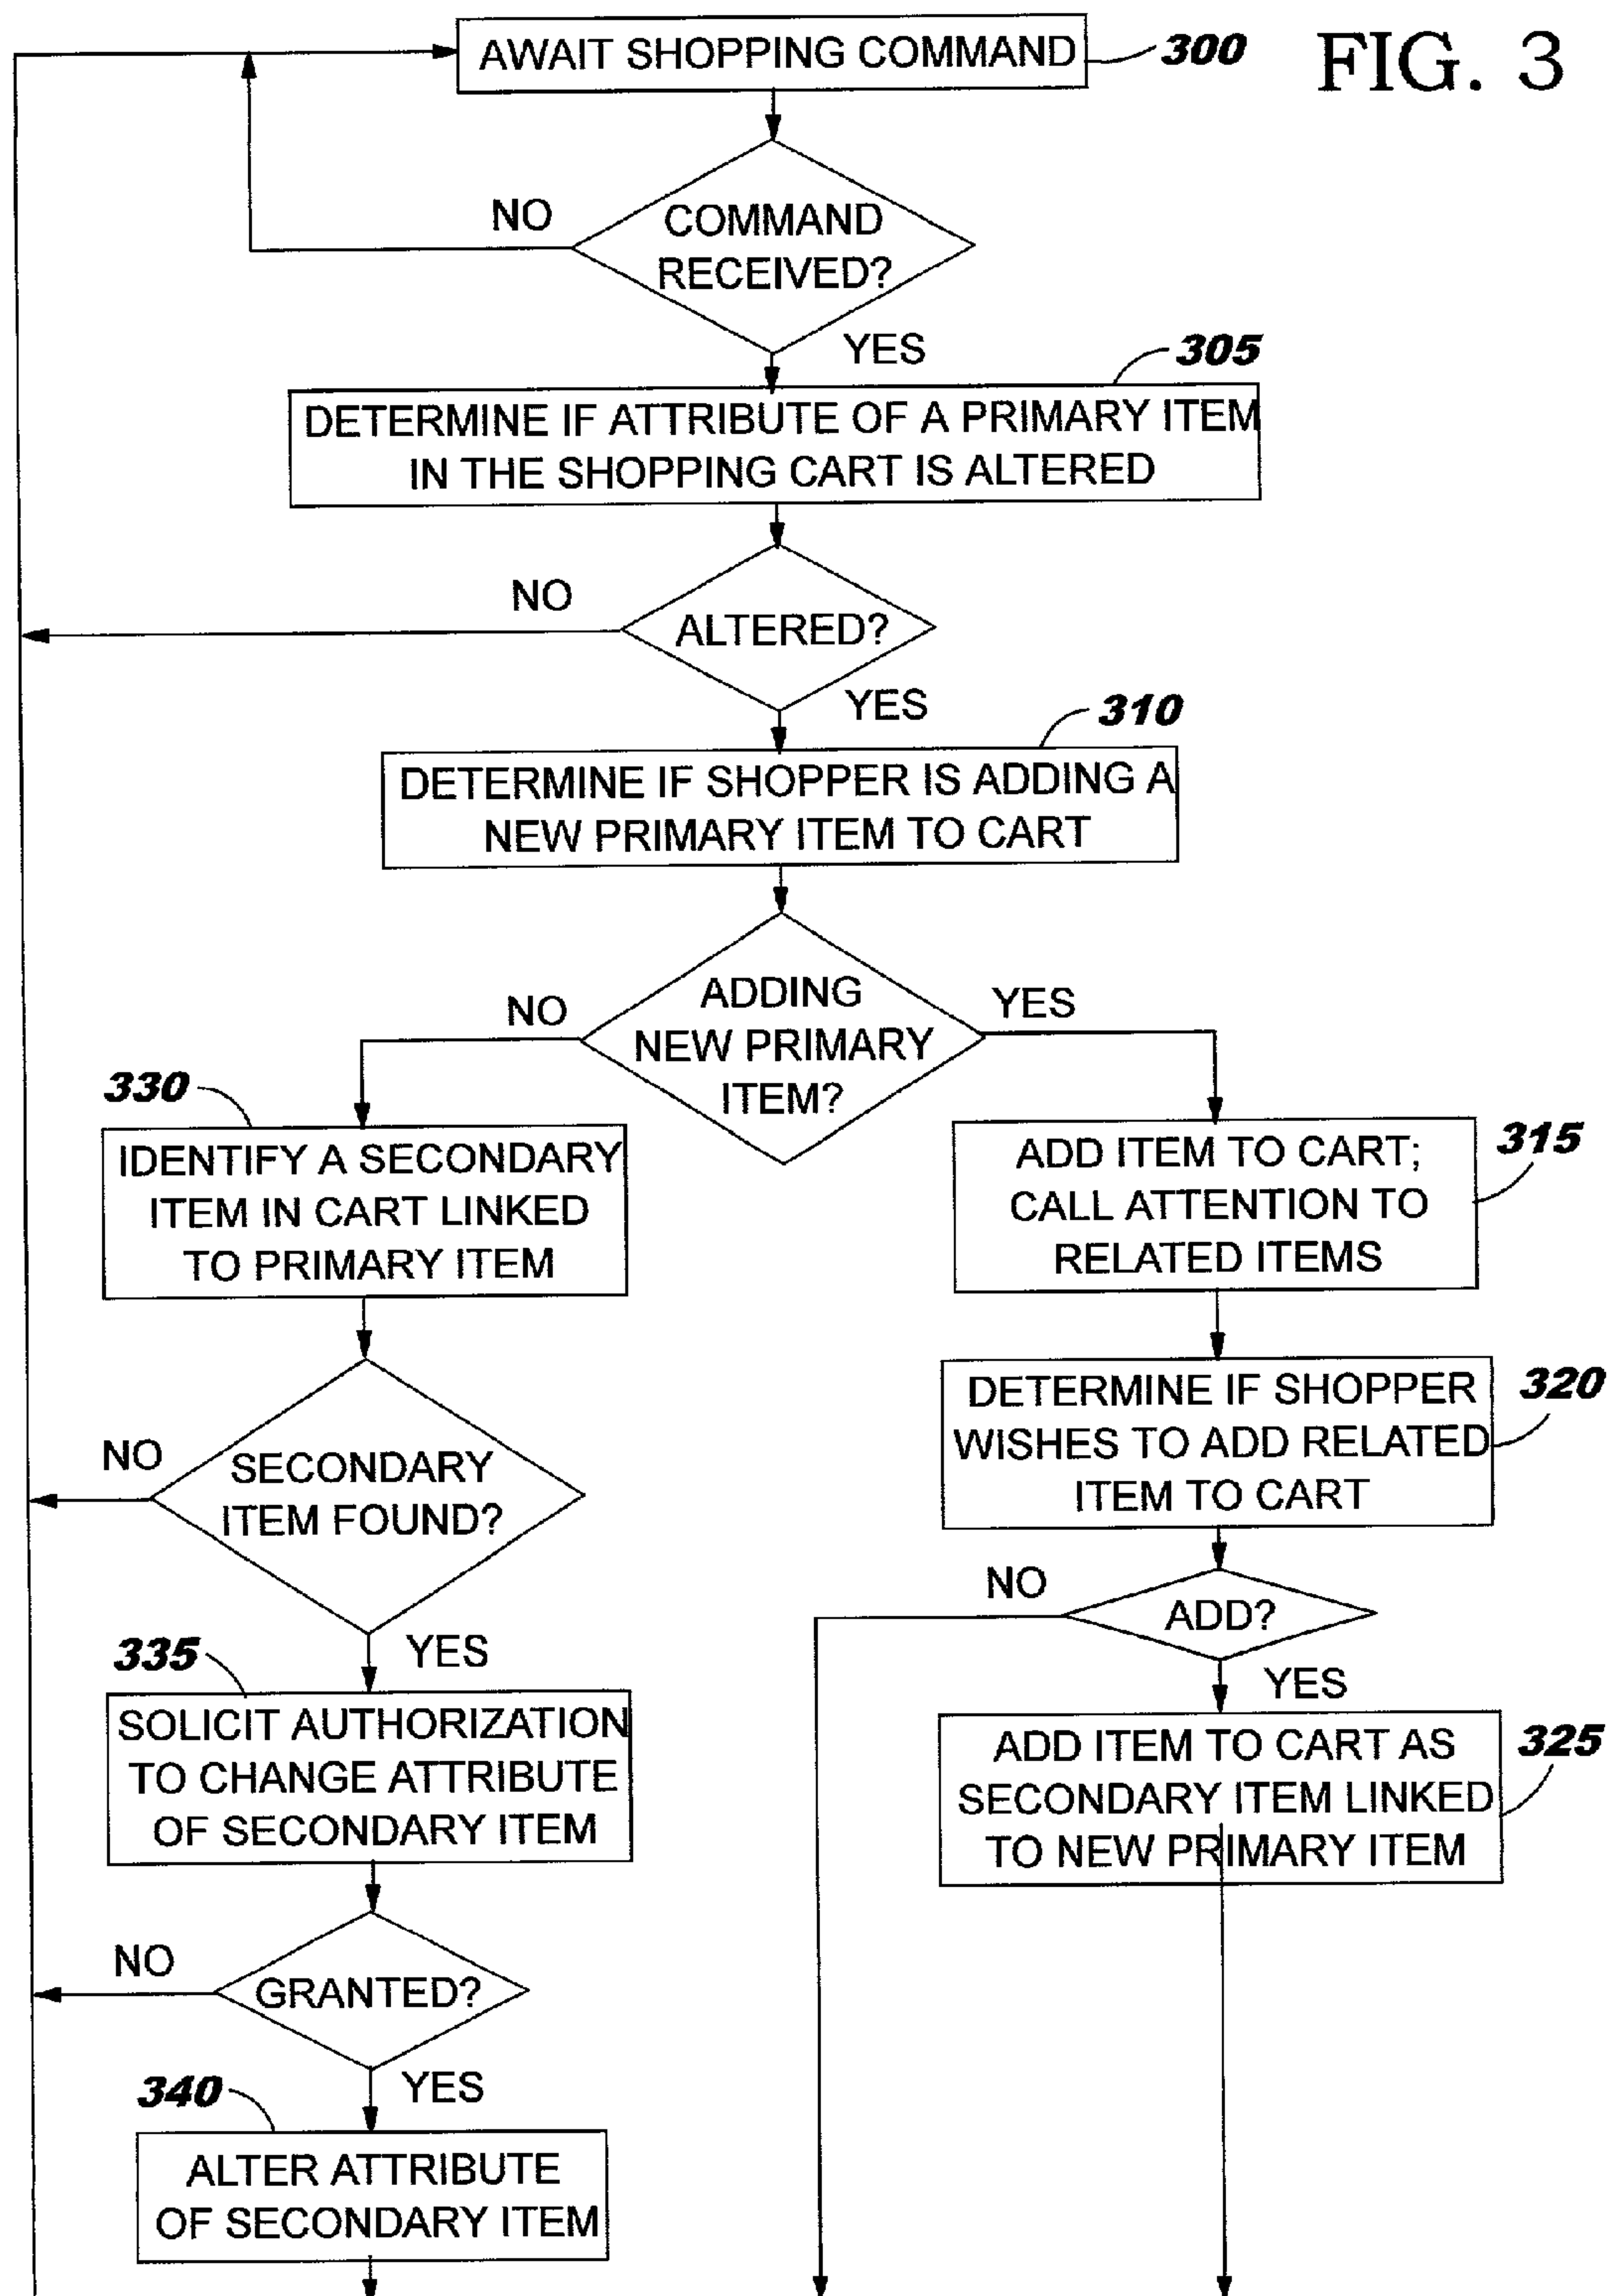 FIG. 3
AWAIT SHOPPING COMMAND
300
COMMAND
RECEIVED?
NO
YES
305
DETERMINE IF ATTRIBUTE OF A PRIMARY ITEM
IN THE SHOPPING CART IS ALTERED
NO
ALTERED?
YES
310
DETERMINE IF SHOPPER IS ADDING A
NEW PRIMARY ITEM TO CART
NO
ADDING
NEW PRIMARY
ITEM?
YES
330
IDENTIFY A SECONDARY
ITEM IN CART LINKED
TO PRIMARY ITEM
315
ADD ITEM TO CART;
CALL ATTENTION TO
RELATED ITEMS
NO
SECONDARY
ITEM FOUND?
YES
320
DETERMINE IF SHOPPER
WISHES TO ADD RELATED
ITEM TO CART
NO
ADD?
YES
335
SOLICIT AUTHORIZATION
TO CHANGE ATTRIBUTE
OF SECONDARY ITEM
325
ADD ITEM TO CART AS
SECONDARY ITEM LINKED
TO NEW PRIMARY ITEM
NO
GRANTED?
YES
340
ALTER ATTRIBUTE
OF SECONDARY ITEM